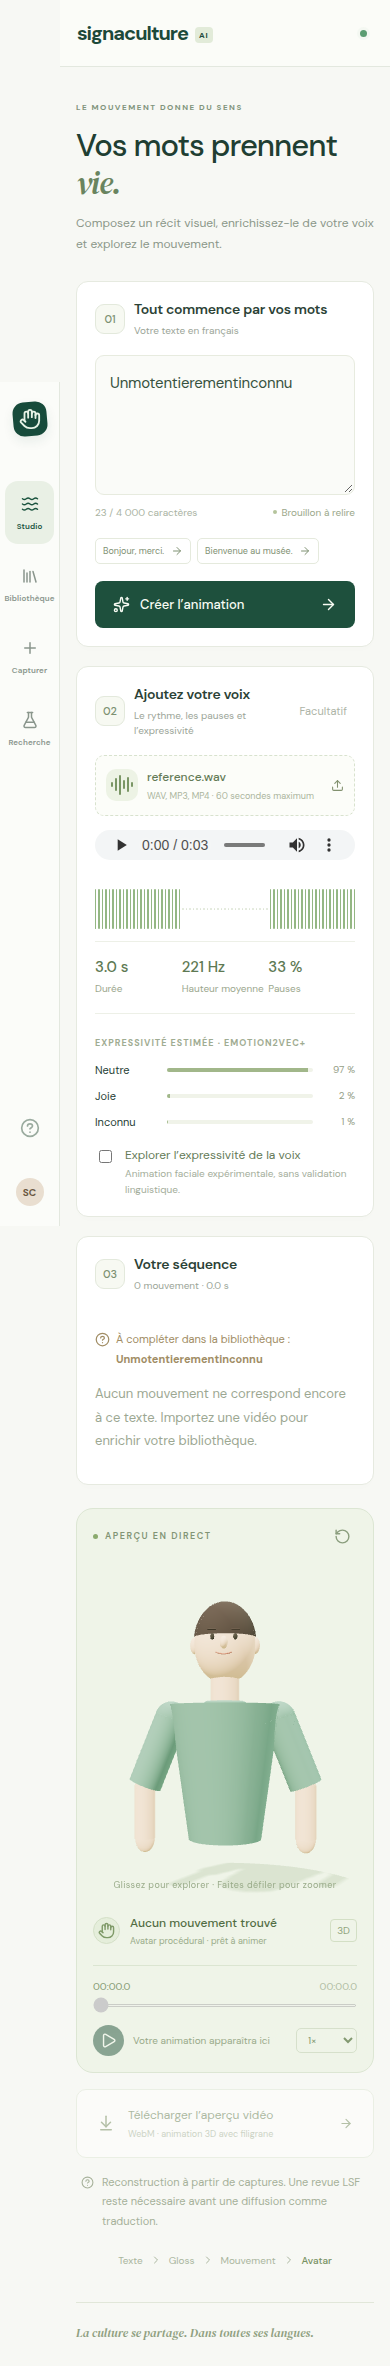 signaculture AI
LE MOUVEMENT DONNE DU SENS
Vos mots prennent
vie.
Composez un récit visuel, enrichissez-le de votre voix
et explorez le mouvement.
01
Tout commence par vos mots
Votre texte en français
Unmotentierementinconnu
23 / 4 000 caractères
Brouillon à relire
Bonjour, merci.
Bienvenue au musée.
Créer l'animation
Studio
Bibliothèque
Capturer
Recherche
SC
02
Ajoutez votre voix
Le rythme, les pauses et
l'expressivité
Facultatif
reference.wav
WAV, MP3, MP4 · 60 secondes maximum
0:00 / 0:03
3.0 s
Durée
221 Hz
Hauteur moyenne
33 %
Pauses
EXPRESSIVITÉ ESTIMÉE · EMOTION2VEC+
Neutre 97 %
Joie 2 %
Inconnu 1 %
Explorer l'expressivité de la voix
Animation faciale expérimentale, sans validation
linguistique.
03
Votre séquence
0 mouvement · 0.0 s
À compléter dans la bibliothèque :
Unmotentierementinconnu
Aucun mouvement ne correspond encore
à ce texte. Importez une vidéo pour
enrichir votre bibliothèque.
APERÇU EN DIRECT
Glissez pour explorer · Faites défiler pour zoomer
Aucun mouvement trouvé
Avatar procédural · prêt à animer
3D
00:00.0
00:00.0
Votre animation apparaîtra ici
1×
Télécharger l'aperçu vidéo
WebM · animation 3D avec filigrane
Reconstruction à partir de captures. Une revue LSF
reste nécessaire avant une diffusion comme
traduction.
Texte > Gloss > Mouvement > Avatar
La culture se partage. Dans toutes ses langues.